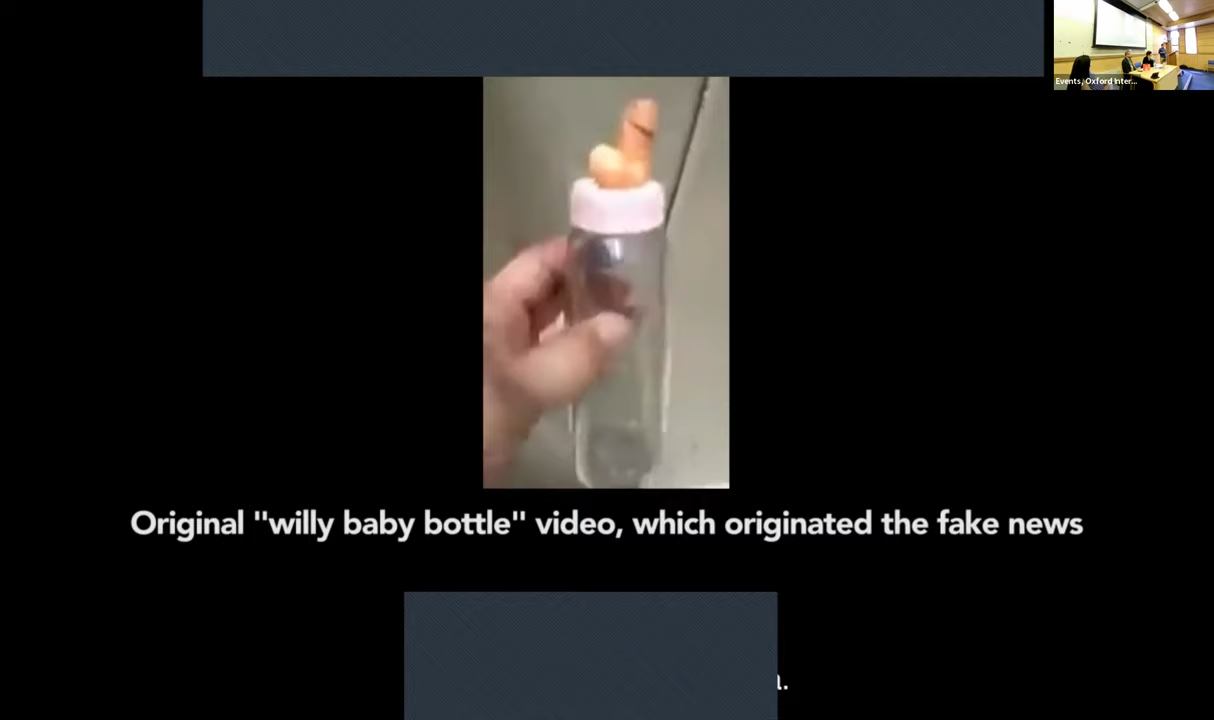 Events, Oxford Inter...
Original "willy baby bottle" video, which originated the fake news